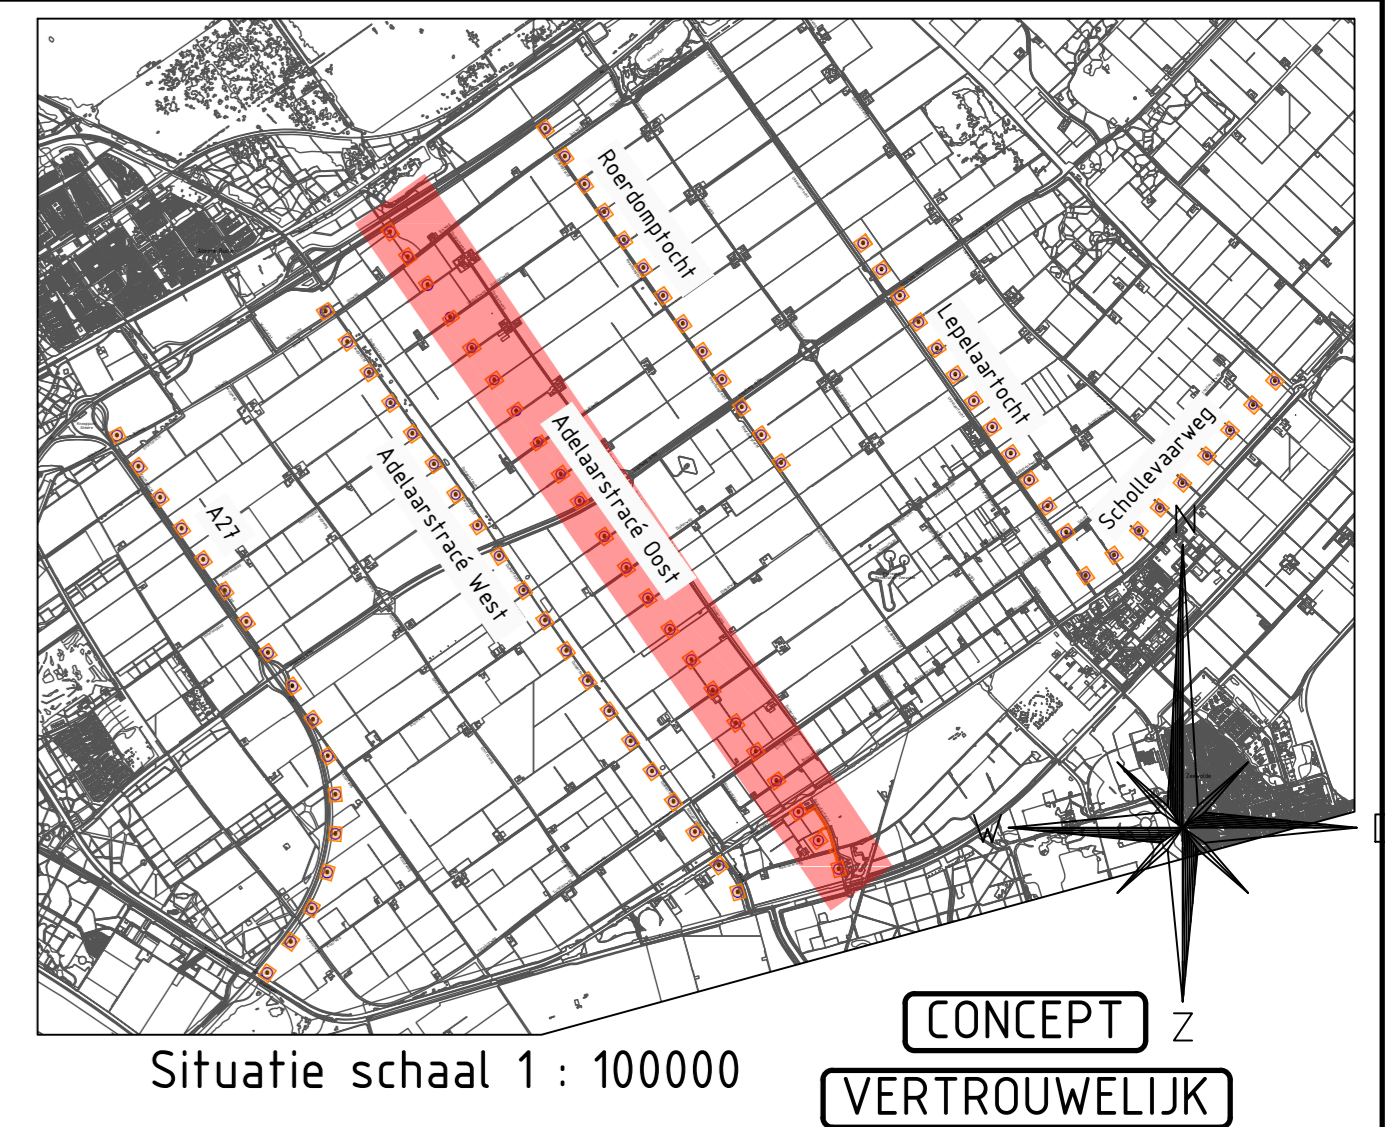 Roerdomptocht
Lepelaartocht
Schollevaarweg
Adelaarstracé Oost
Adelaarstracé West
A27
N
W
Z
CONCEPT
Situatie schaal 1 : 100000
VERTROUWELIJK